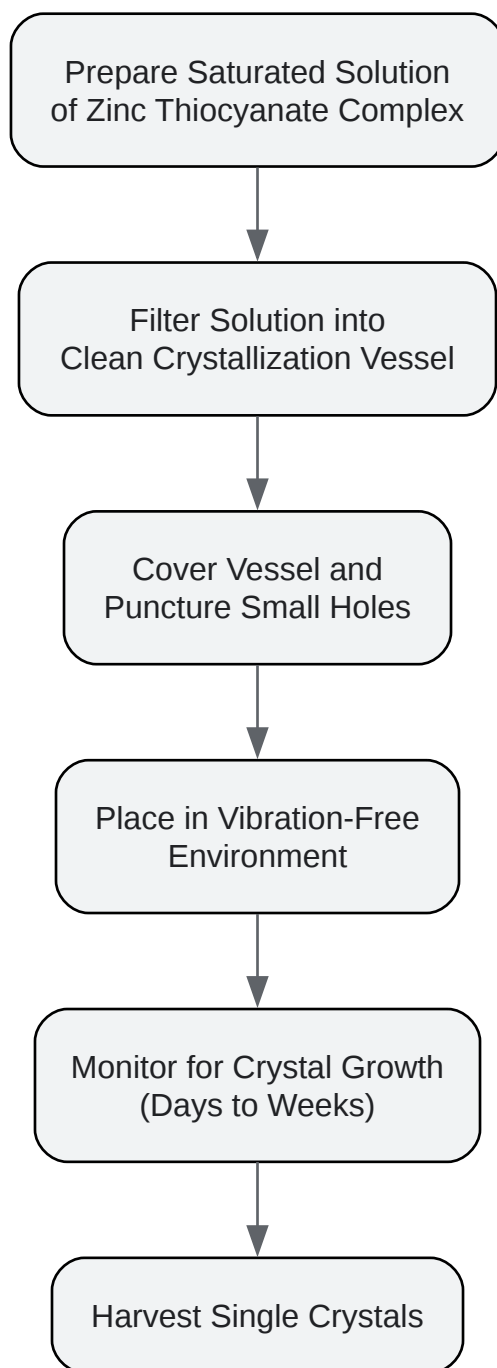 Prepare Saturated Solution
of Zinc Thiocyanate Complex
Filter Solution into
Clean Crystallization Vessel
Cover Vessel and
Puncture Small Holes
Place in Vibration-Free
Environment
Monitor for Crystal Growth
(Days to Weeks)
Harvest Single Crystals